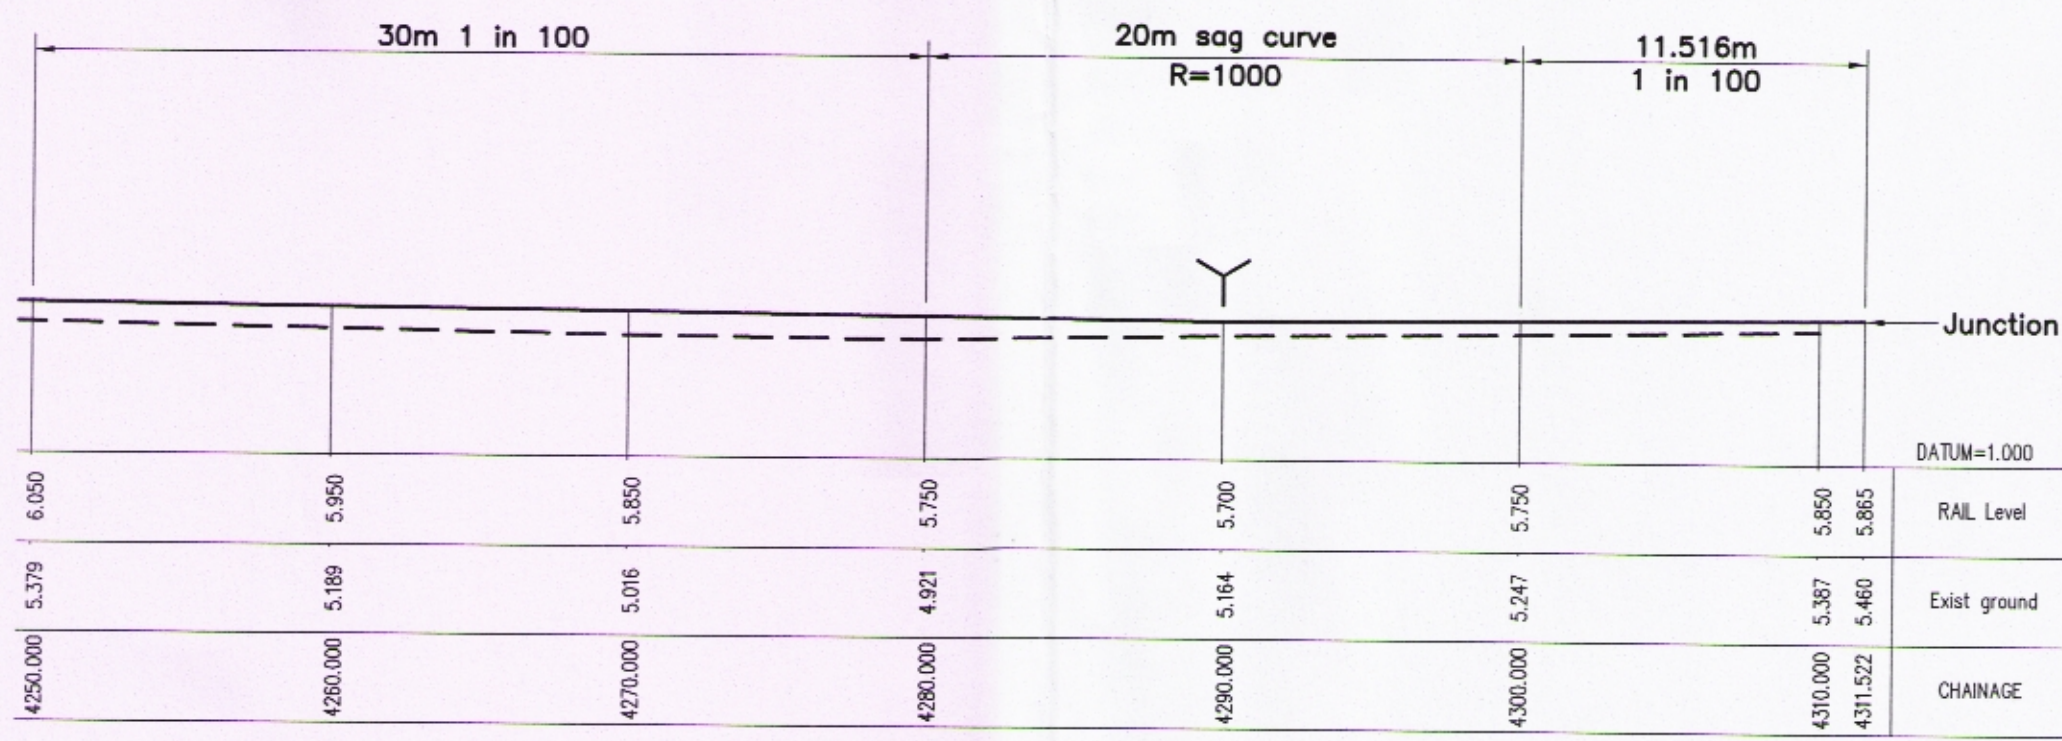 30m 1 in 100
20m sag curve
R=1000
11.516m
1 in 100
Junction
DATUM=1.000
6.050 5.950 5.850 5.750 5.700 5.750 5.850 5.865 RAIL Level
5.379 5.189 5.016 4.921 5.164 5.247 5.387 5.460 Exist ground
4250.000 4260.000 4270.000 4280.000 4290.000 4300.000 4310.000 4311.522 CHAINAGE